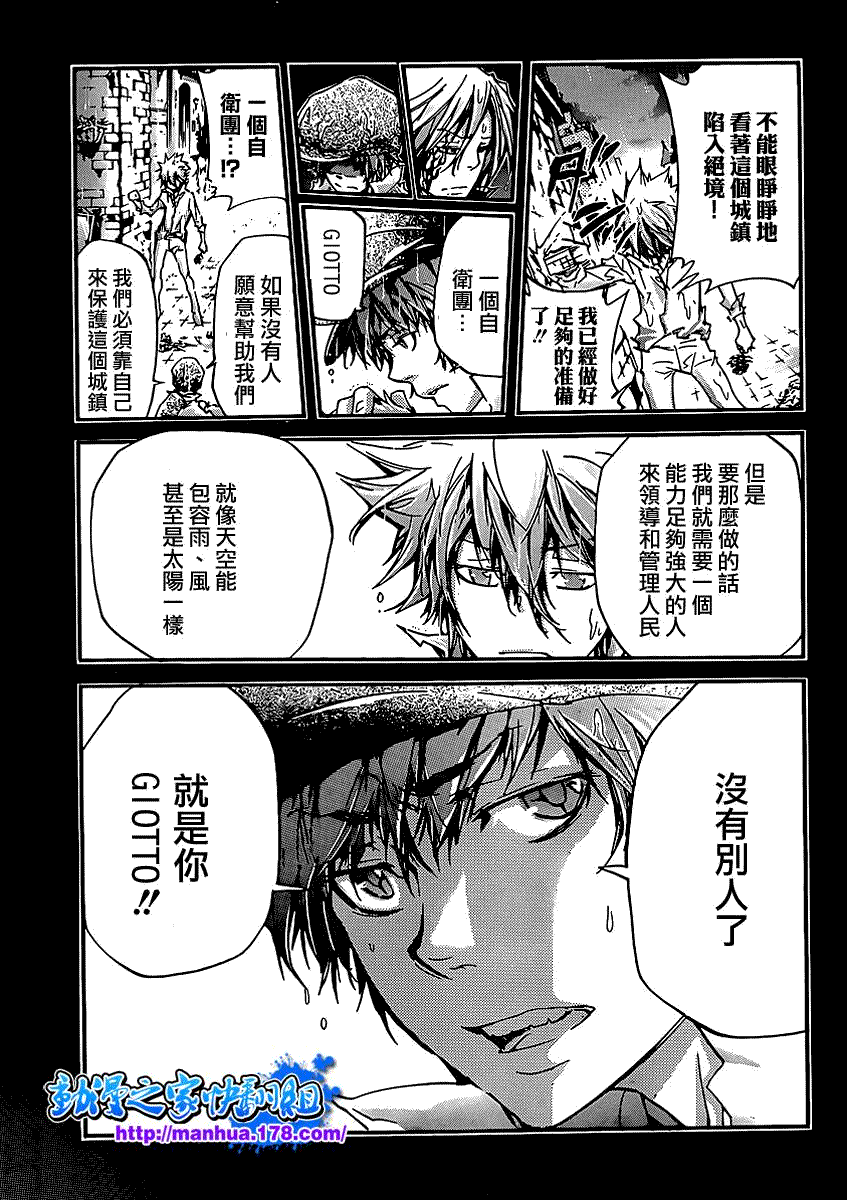 不能眼睜睜地
看著這個城鎮
陷入絕境！
我已經做好
足夠的准備
了!!
GIOTTO
一個自
衛團…
一個自
衛團…!?
如果沒有人
願意幫助我們
我們必須靠自己
來保護這個城鎮
但是
要那麼做的話
我們就需要一個
能力足夠強大的人
來領導和管理人民
就像天空能
包容雨、風
甚至是太陽一樣
沒有別人了
就是你
GIOTTO!!
動漫之家快翻組
http://manhua.178.com/